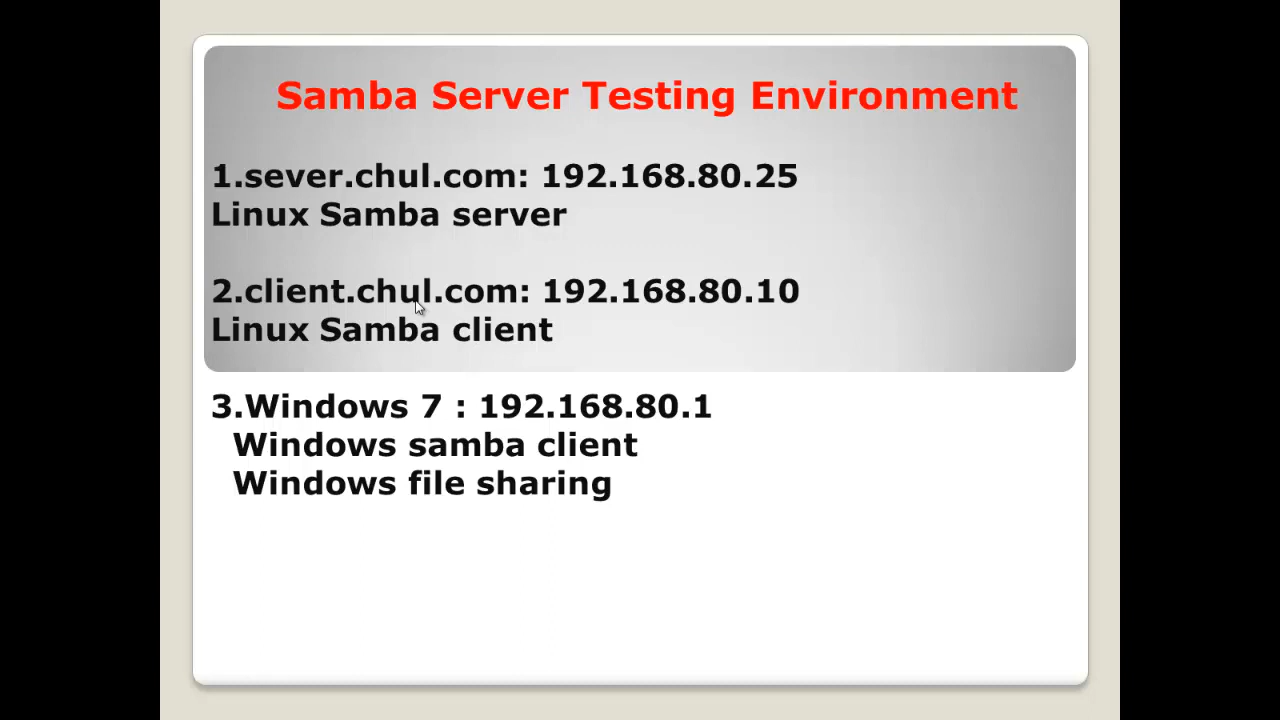 Samba Server Testing Environment
1.sever.chul.com: 192.168.80.25
Linux Samba server
2.client.chul.com: 192.168.80.10
Linux Samba client
3.Windows 7 : 192.168.80.1
Windows samba client
Windows file sharing